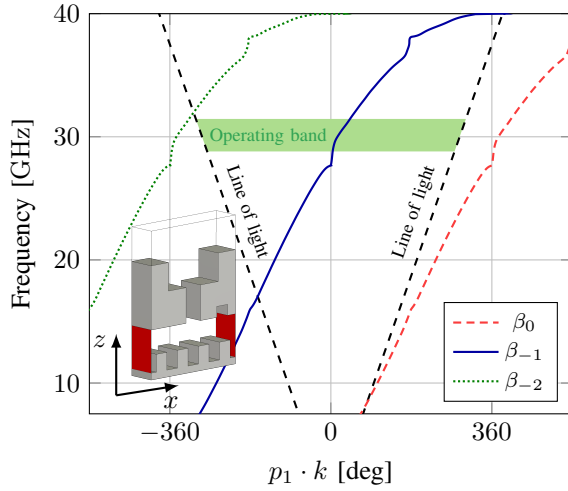 40
30
20
10
Frequency [GHz]
Operating band
Line of light
Line of light
z
x
β₀
β₋₁
β₋₂
−360
0
360
p₁ · k [deg]